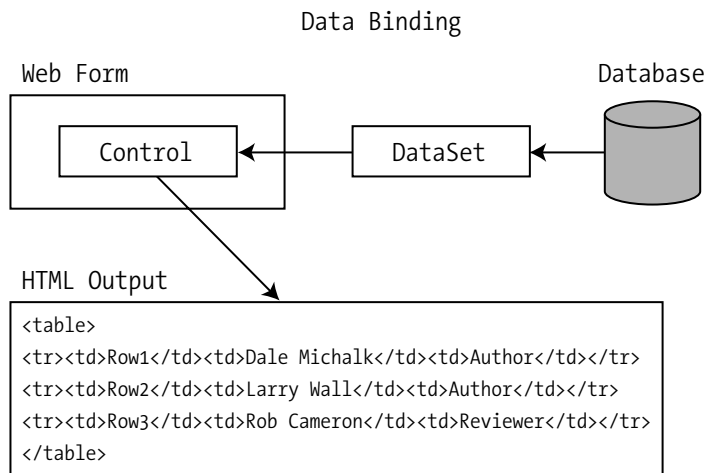 Data Binding
Web Form
Database
Control
DataSet
HTML Output
<table>
<tr><td>Row1</td><td>Dale Michalk</td><td>Author</td></tr>
<tr><td>Row2</td><td>Larry Wall</td><td>Author</td></tr>
<tr><td>Row3</td><td>Rob Cameron</td><td>Reviewer</td></tr>
</table>